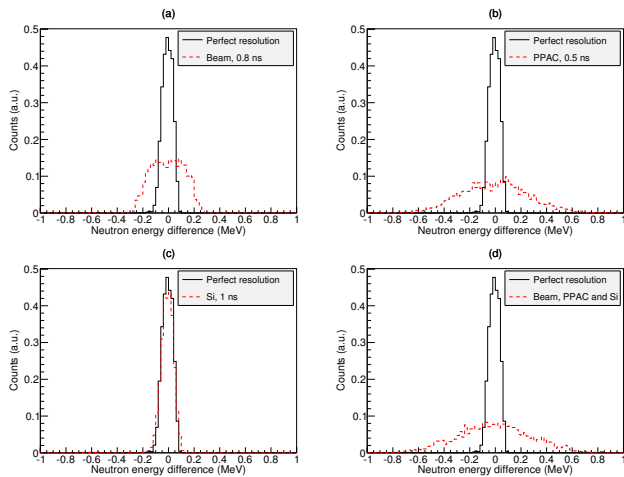 (a)
0.5
0.4
0.3
0.2
0.1
0
Counts (a.u.)
Perfect resolution
Beam, 0.8 ns
-1 -0.8 -0.6 -0.4 -0.2 0 0.2 0.4 0.6 0.8 1
Neutron energy difference (MeV)
(b)
0.5
0.4
0.3
0.2
0.1
0
Counts (a.u.)
Perfect resolution
PPAC, 0.5 ns
-1 -0.8 -0.6 -0.4 -0.2 0 0.2 0.4 0.6 0.8 1
Neutron energy difference (MeV)
(c)
0.5
0.4
0.3
0.2
0.1
0
Counts (a.u.)
Perfect resolution
Si, 1 ns
-1 -0.8 -0.6 -0.4 -0.2 0 0.2 0.4 0.6 0.8 1
Neutron energy difference (MeV)
(d)
0.5
0.4
0.3
0.2
0.1
0
Counts (a.u.)
Perfect resolution
Beam, PPAC and Si
-1 -0.8 -0.6 -0.4 -0.2 0 0.2 0.4 0.6 0.8 1
Neutron energy difference (MeV)